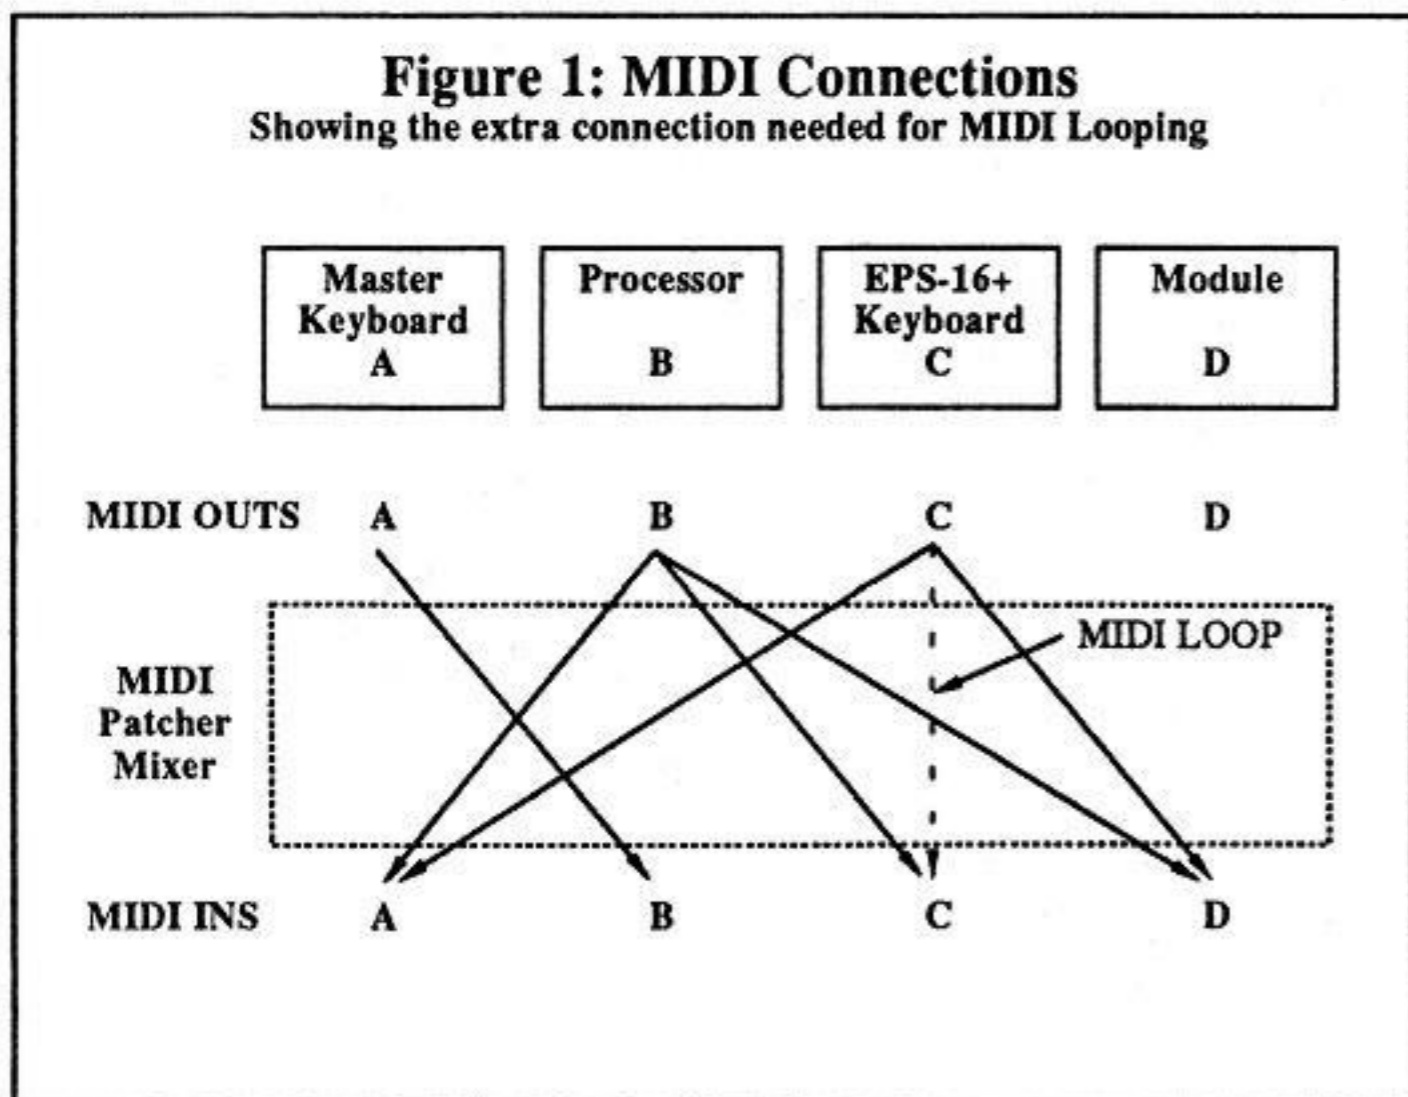 Figure 1: MIDI Connections
Showing the extra connection needed for MIDI Looping
Master
Keyboard
A
Processor
B
EPS-16+
Keyboard
C
Module
D
MIDI OUTS A B C D
MIDI LOOP
MIDI
Patcher
Mixer
MIDI INS A B C D